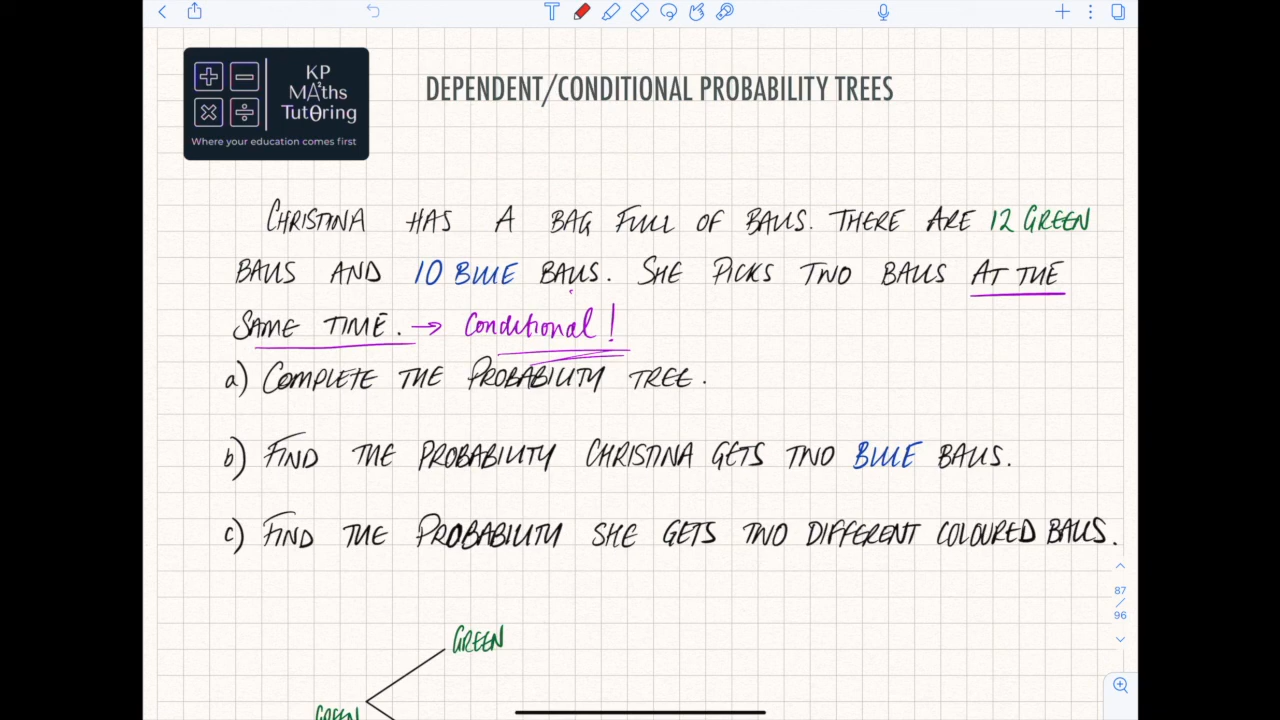 KP
MA²ths
TutOring
Where your education comes first
DEPENDENT/CONDITIONAL PROBABILITY TREES
CHRISTINA HAS A BAG FULL OF BALLS. THERE ARE 12 GREEN
BALLS AND 10 BLUE BALLS. SHE PICKS TWO BALLS AT THE
SAME TIME. → Conditional!
a) COMPLETE THE PROBABILITY TREE.
b) FIND THE PROBABILITY CHRISTINA GETS TWO BLUE BALLS.
c) FIND THE PROBABILITY SHE GETS TWO DIFFERENT COLOURED BALLS.
87
/
96
GREEN
GREEN